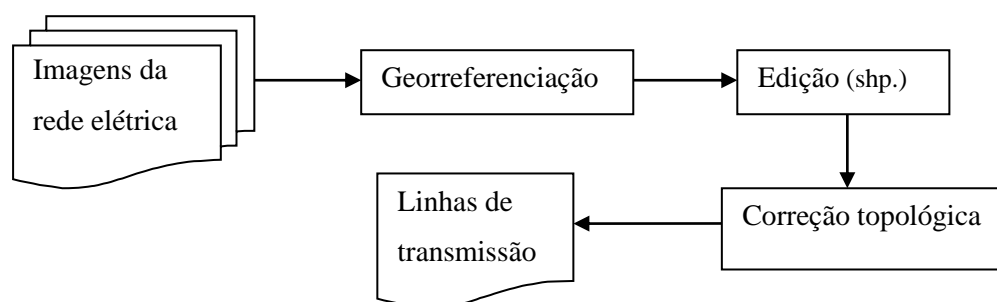 Imagens da
rede elétrica
Georreferenciação
Edição (shp.)
Correção topológica
Linhas de
transmissão